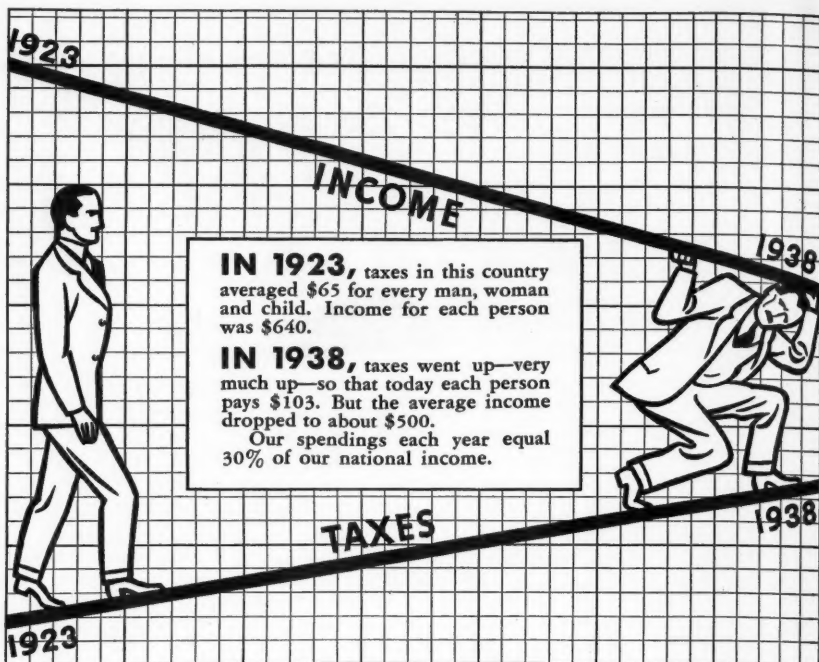 1923
INCOME
1938
IN 1923, taxes in this country
averaged $65 for every man, woman
and child. Income for each person
was $640.
IN 1938, taxes went up—very
much up—so that today each person
pays $103. But the average income
dropped to about $500.
Our spendings each year equal
30% of our national income.
TAXES
1938
1923